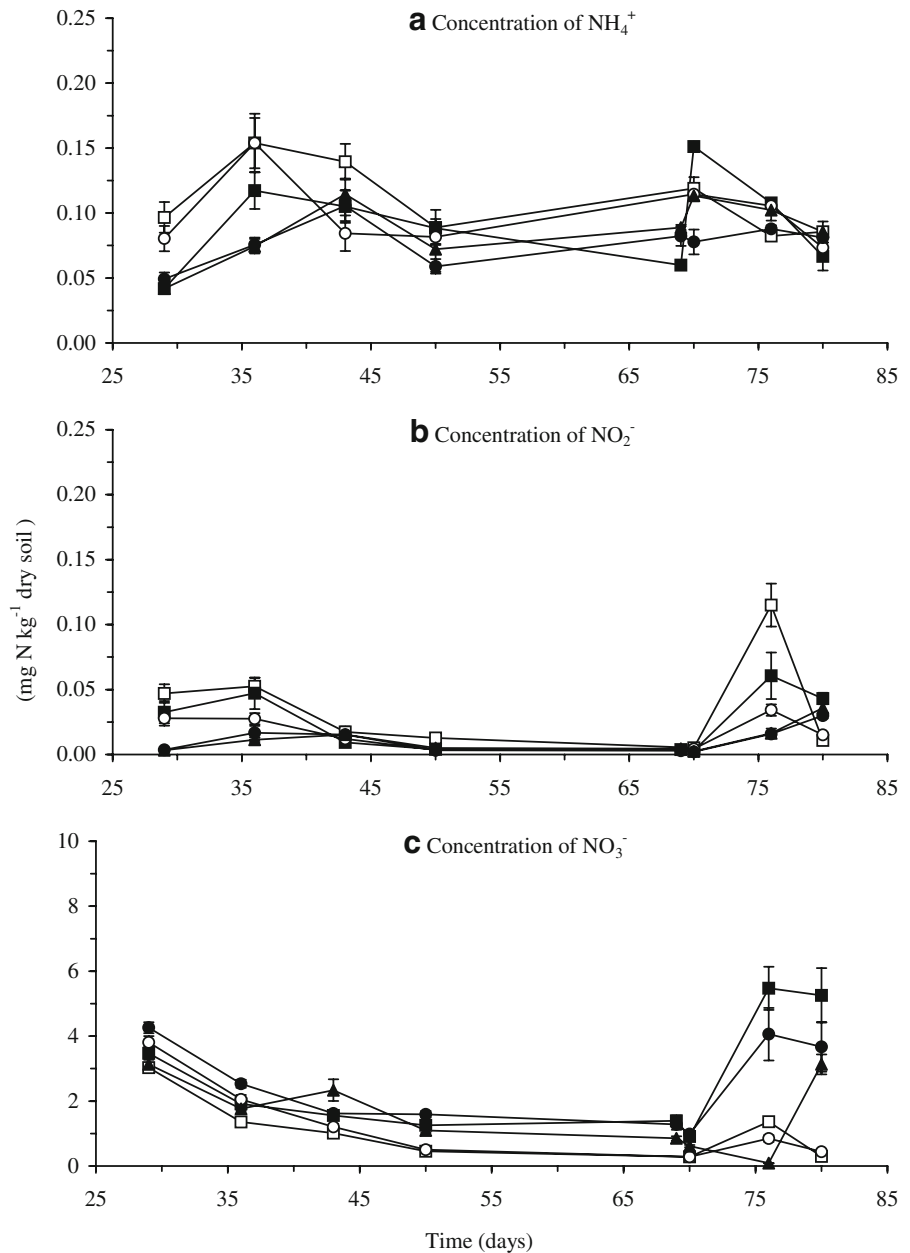 a Concentration of NH₄⁺
0.25
0.20
0.15
0.10
0.05
0.00
25 35 45 55 65 75 85
b Concentration of NO₂⁻
0.25
0.20
0.15
0.10
0.05
0.00
25 35 45 55 65 75 85
(mg N kg⁻¹ dry soil )
c Concentration of NO₃⁻
10
8
6
4
2
0
25 35 45 55 65 75 85
Time (days)